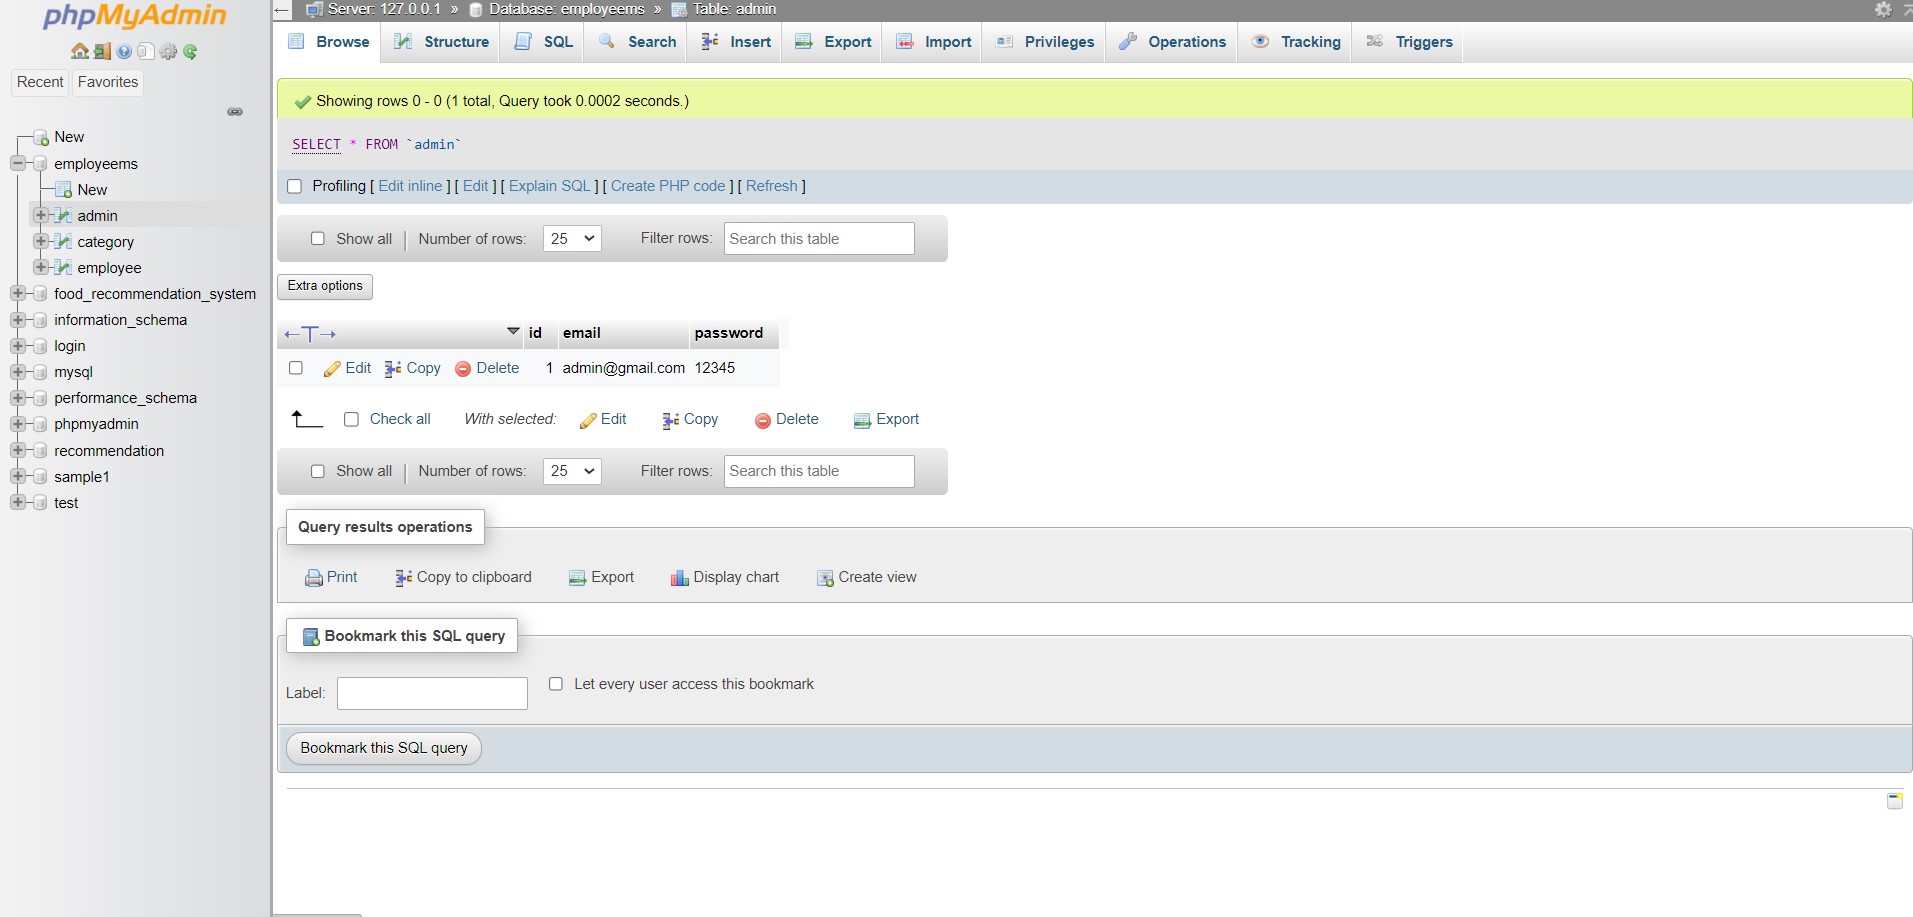 phpMyAdmin
Recent Favorites
New
employeems
New
admin
category
employee
food_recommendation_system
information_schema
login
mysql
performance_schema
phpmyadmin
recommendation
sample1
test
← Server: 127.0.0.1 » Database: employeems » Table: admin
Browse Structure SQL Search Insert Export Import Privileges Operations Tracking Triggers
Showing rows 0 - 0 (1 total, Query took 0.0002 seconds.)
SELECT * FROM `admin`
Profiling [ Edit inline ] [ Edit ] [ Explain SQL ] [ Create PHP code ] [ Refresh ]
Show all | Number of rows: 25 Filter rows: Search this table
Extra options
←T→ id email password
Edit Copy Delete 1 admin@gmail.com 12345
Check all With selected: Edit Copy Delete Export
Show all | Number of rows: 25 Filter rows: Search this table
Query results operations
Print Copy to clipboard Export Display chart Create view
Bookmark this SQL query
Label: Let every user access this bookmark
Bookmark this SQL query